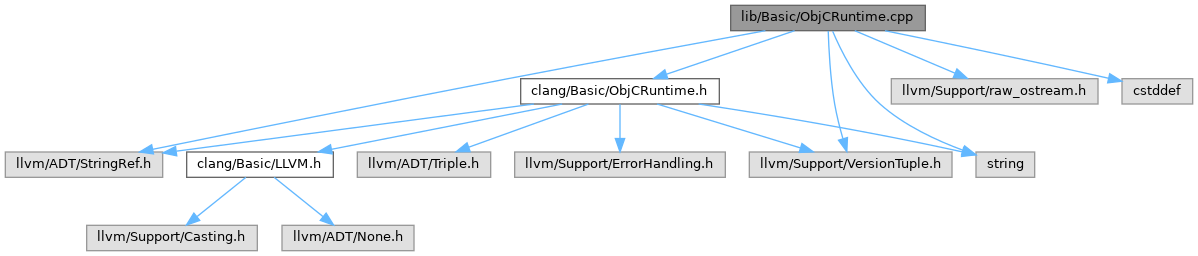 lib/Basic/ObjCRuntime.cpp
clang/Basic/ObjCRuntime.h
llvm/Support/raw_ostream.h
cstddef
llvm/ADT/StringRef.h
clang/Basic/LLVM.h
llvm/ADT/Triple.h
llvm/Support/ErrorHandling.h
llvm/Support/VersionTuple.h
string
llvm/Support/Casting.h
llvm/ADT/None.h